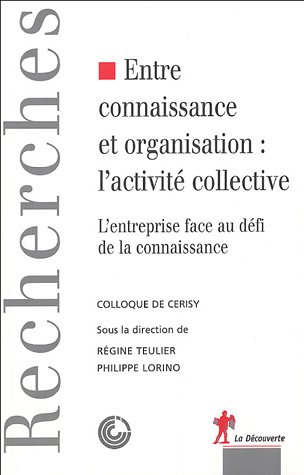 Recherches
Entre
connaissance
et organisation :
l'activité collective
L'entreprise face au défi
de la connaissance
COLLOQUE DE CERISY
Sous la direction de
RÉGINE TEULIER
PHILIPPE LORINO
La Découverte